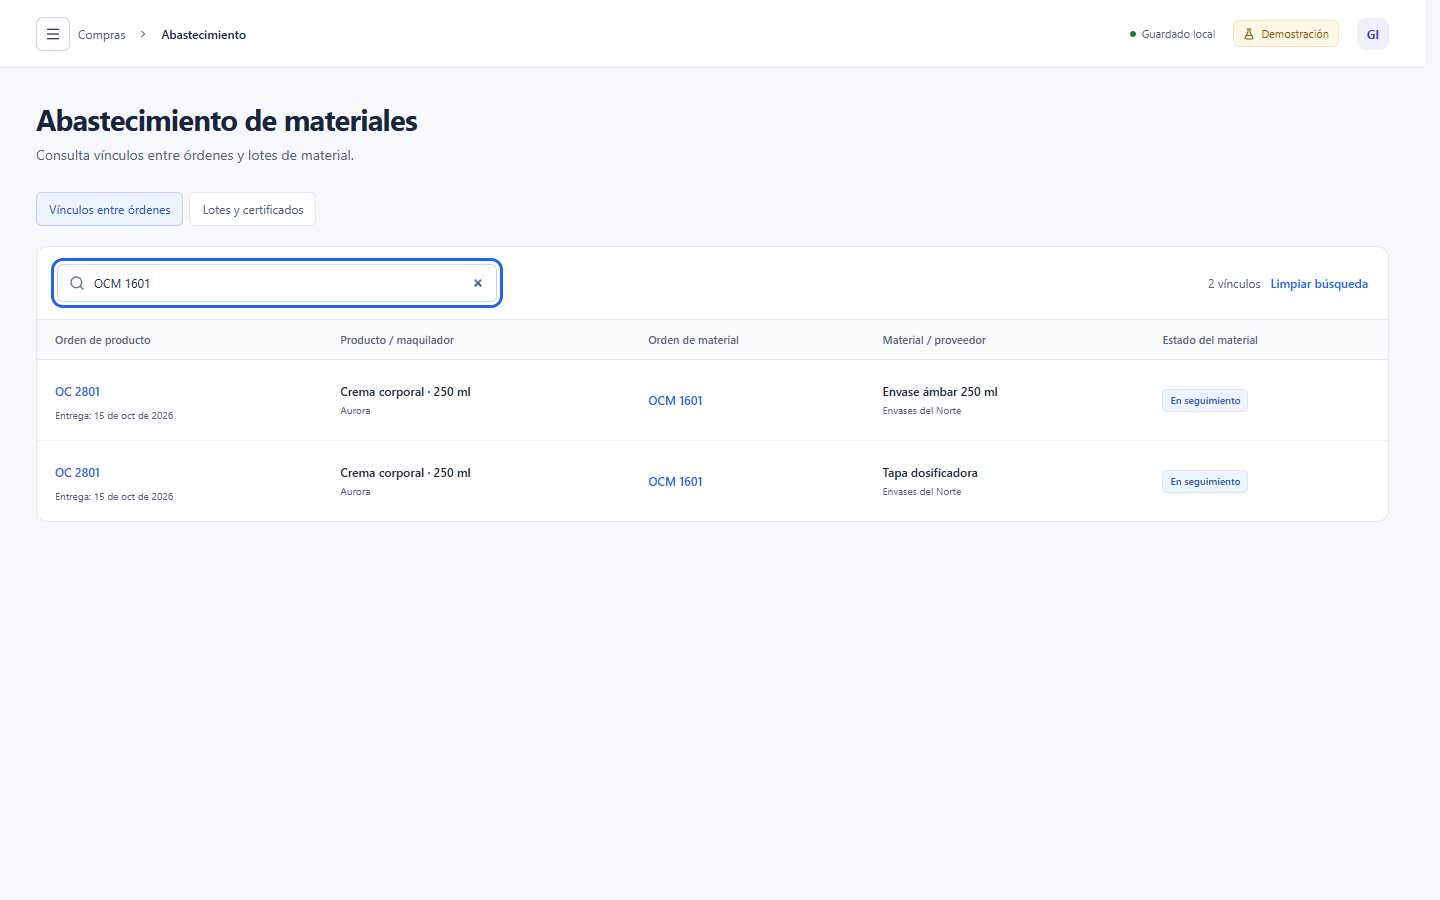 Compras > Abastecimiento
Guardado local
Demostración
GI
Abastecimiento de materiales
Consulta vínculos entre órdenes y lotes de material.
Vínculos entre órdenes
Lotes y certificados
OCM 1601 ×
2 vínculos Limpiar búsqueda
Orden de producto Producto / maquilador Orden de material Material / proveedor Estado del material
OC 2801 Crema corporal · 250 ml OCM 1601 Envase ámbar 250 ml En seguimiento
Entrega: 15 de oct de 2026 Aurora Envases del Norte
OC 2801 Crema corporal · 250 ml OCM 1601 Tapa dosificadora En seguimiento
Entrega: 15 de oct de 2026 Aurora Envases del Norte